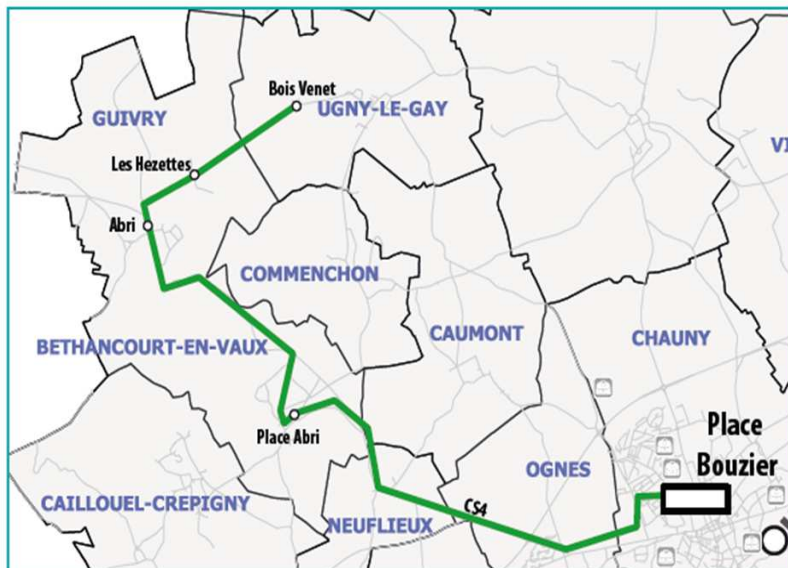 Bois Venet
UGNY-LE-GAY
GUIVRY
Les Hezettes
Abri
COMMENCHON
CAUMONT
CHAUNY
BETHANCOURT-EN-VAUX
Place Abri
Place
Bouzier
OGNES
CAILLOUEL-CREPIGNY
CS4
NEUFLIEUX
VI